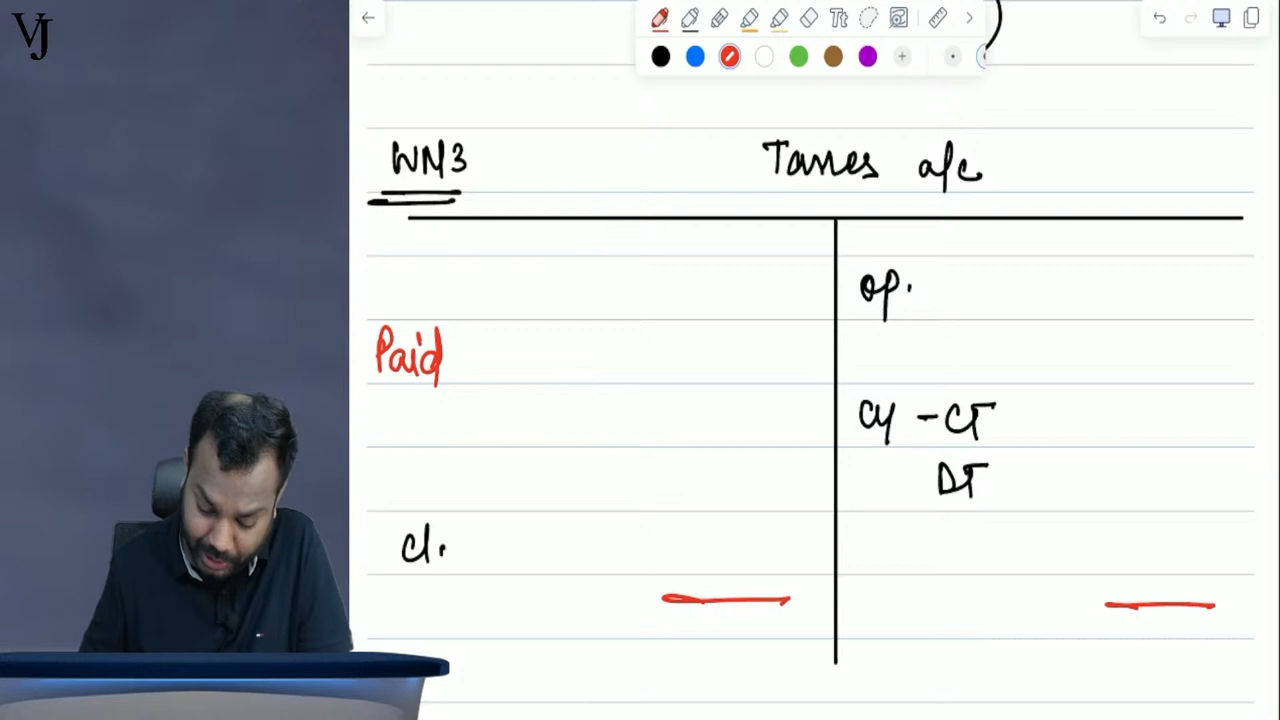 VJ
WN3
Taxes a/c
op.
Paid
Cy - CT
DT
Cl.